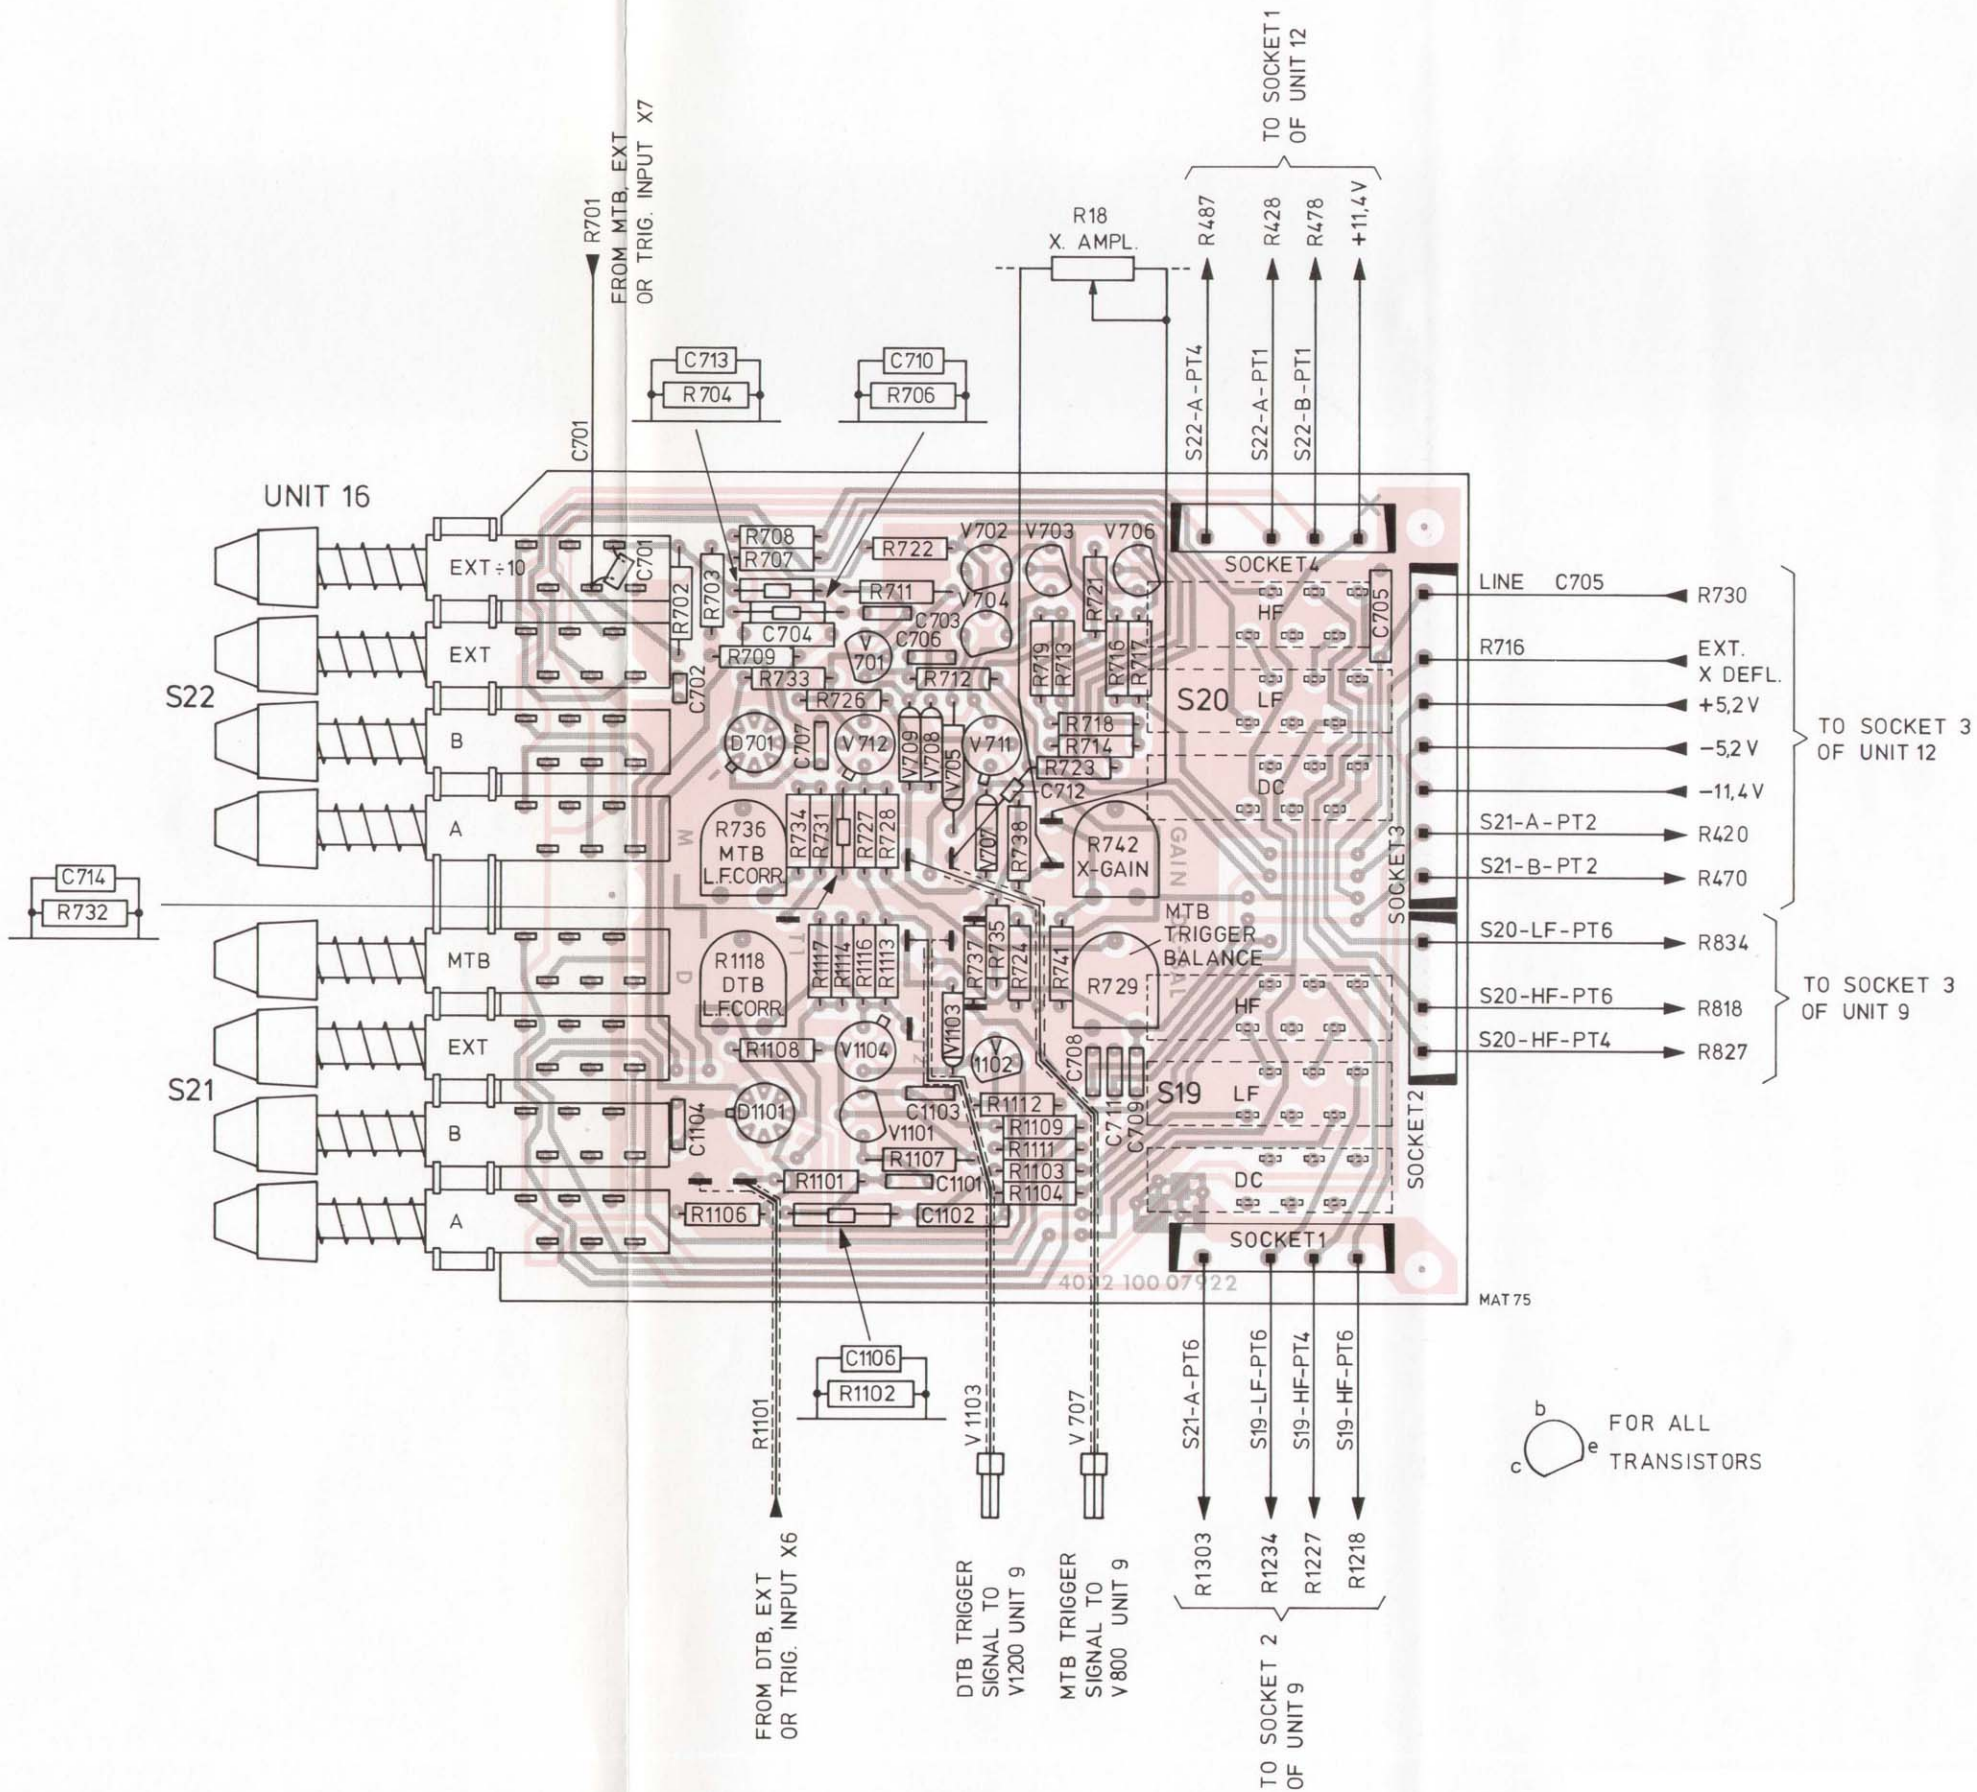 TO SOCKET 1
OF UNIT 12
R487
R428
R478
+11,4V
S22-A-PT4
S22-A-PT1
S22-B-PT1
R701
FROM MTB, EXT
OR TRIG. INPUT X7
C701
R18
X. AMPL.
C713
R704
C710
R706
UNIT 16
S22
EXT÷10
EXT
B
A
C714
R732
S21
MTB
EXT
B
A
C701
R702
R703
R708
R707
R722
R711
C703
C704
C706
V702
V703
V706
V704
V
701
R709
R733
R726
R712
C702
R719
R713
R721
R716
R717
R718
R714
R723
C712
D701
C707
V712
V709
V708
V705
V711
R736
MTB
L.F.CORR.
R734
R731
R727
R728
V707
R738
R742
X-GAIN
GAIN
M
D
T1
R1118
DTB
L.F.CORR.
R1117
R1114
R1116
R1113
R737
R735
R724
R741
MTB
TRIGGER
BALANCE
R729
R1108
V1104
V1103
V
1102
C708
C711
C709
D1101
C1104
V1101
C1103
R1112
R1109
R1111
R1103
R1104
R1107
R1101
C1101
R1106
C1102
4012 100 07922
SOCKET4
HF
C705
S20
LF
DC
SOCKET3
HF
S19
LF
DC
SOCKET2
SOCKET1
MAT75
LINE C705
R730
R716
EXT.
X DEFL.
+5,2V
-5,2V
-11,4V
S21-A-PT2
R420
S21-B-PT2
R470
TO SOCKET 3
OF UNIT 12
S20-LF-PT6
R834
S20-HF-PT6
R818
S20-HF-PT4
R827
TO SOCKET 3
OF UNIT 9
C1106
R1102
R1101
FROM DTB, EXT
OR TRIG. INPUT X6
V1103
DTB TRIGGER
SIGNAL TO
V1200 UNIT 9
V707
MTB TRIGGER
SIGNAL TO
V800 UNIT 9
S21-A-PT6
S19-LF-PT6
S19-HF-PT4
S19-HF-PT6
R1303
R1234
R1227
R1218
TO SOCKET 2
OF UNIT 9
b
c
e
FOR ALL
TRANSISTORS